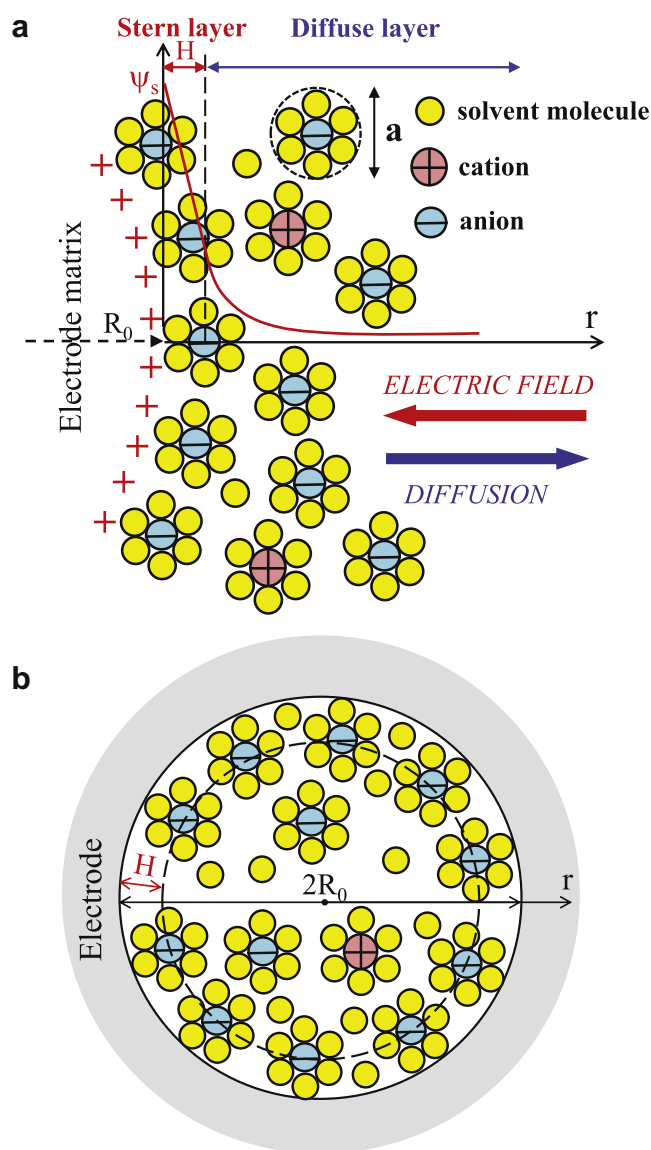 a
Stern layer
Diffuse layer
H
ψs
a
solvent molecule
cation
anion
Electrode matrix
R0
r
ELECTRIC FIELD
DIFFUSION
b
Electrode
H
2R0
r